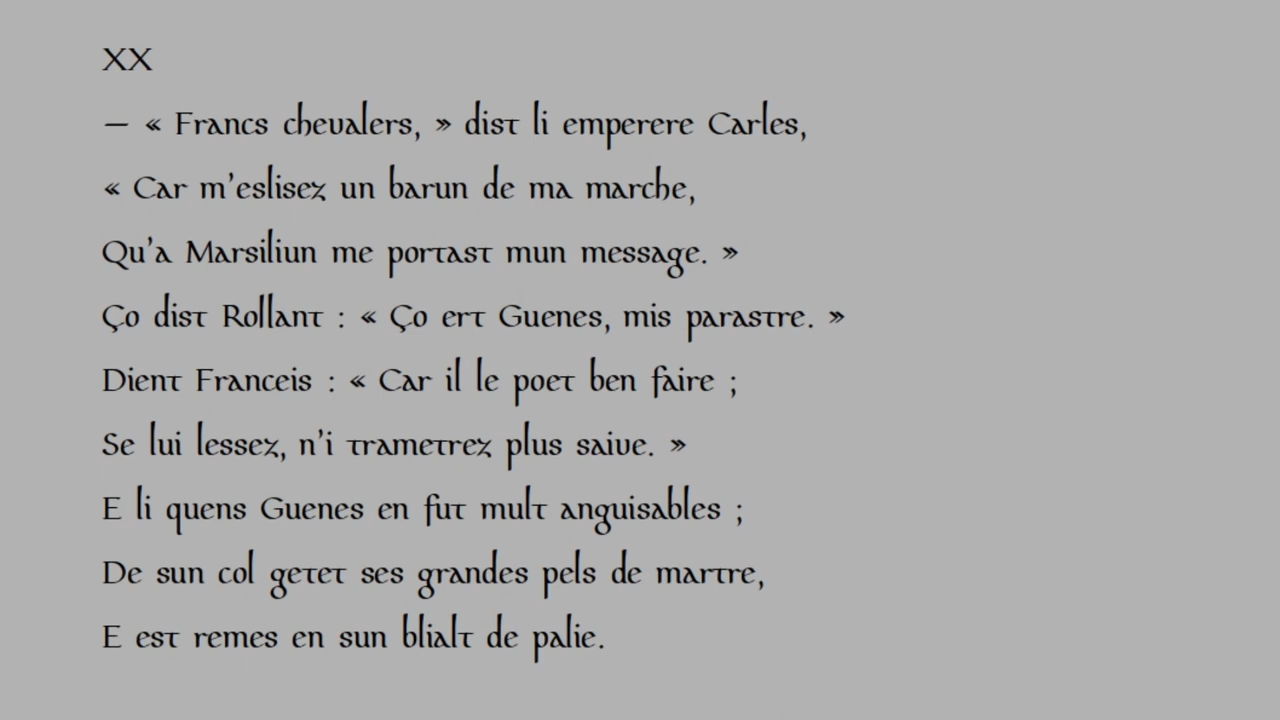 XX
– « Francs chevalers, » dist li emperere Carles,
« Car m’eslisez un barun de ma marche,
Qu’a Marsiliun me portast mun message. »
Ço dist Rollant : « Ço ert Guenes, mis parastre. »
Dient Franceis : « Car il le poet ben faire ;
Se lui lessez, n’i trametrez plus saive. »
E li quens Guenes en fut mult anguisables ;
De sun col getet ses grandes pels de martre,
E est remes en sun blialt de palie.